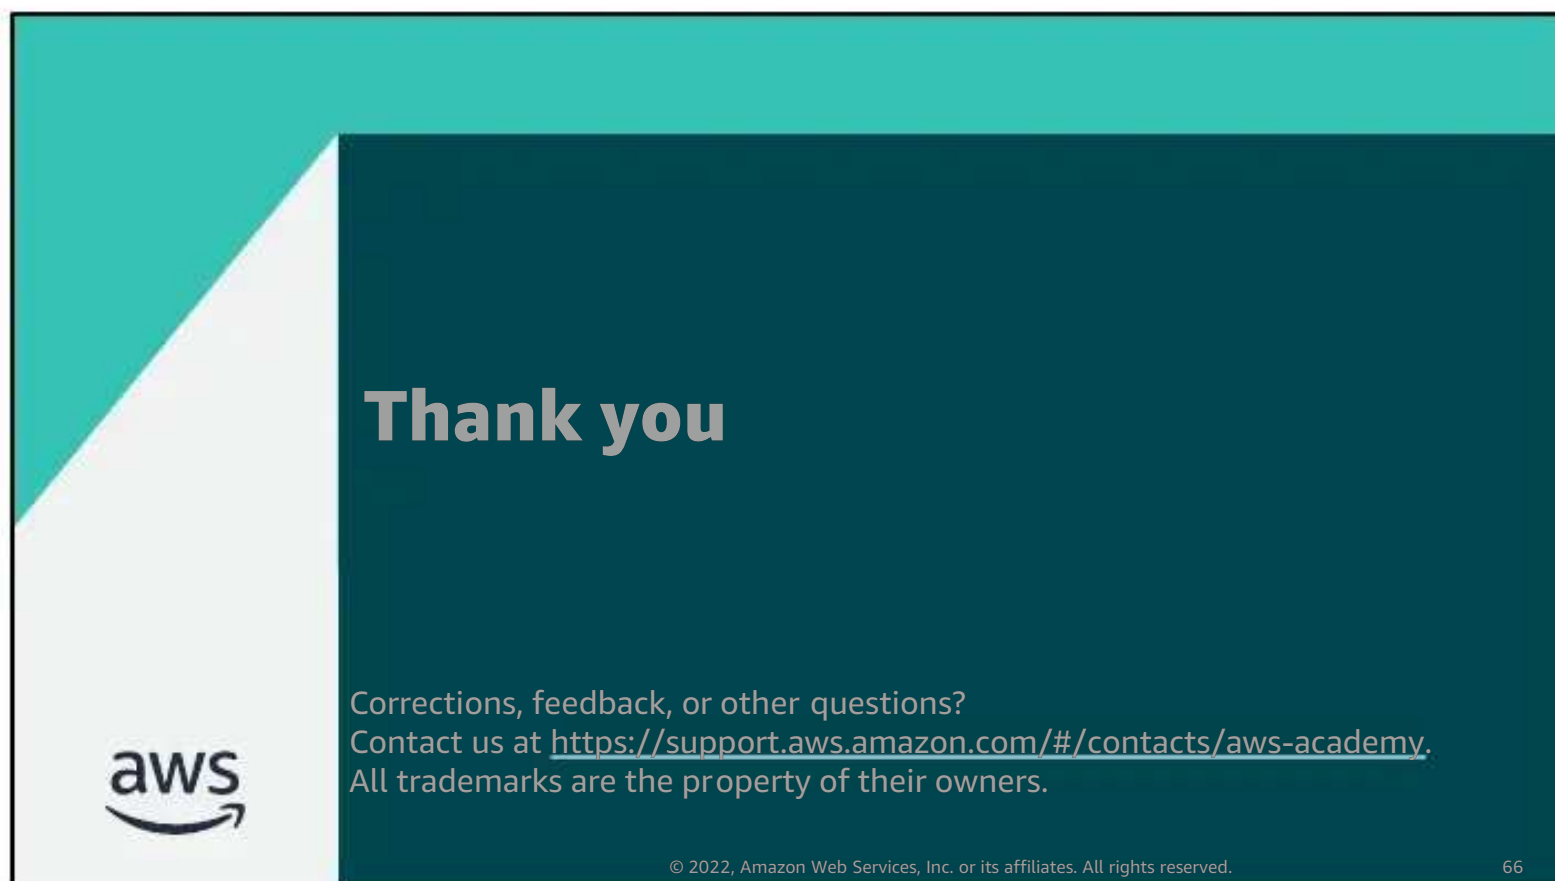 Thank you
Corrections, feedback, or other questions?
Contact us at https://support.aws.amazon.com/#/contacts/aws-academy.
All trademarks are the property of their owners.
aws
© 2022, Amazon Web Services, Inc. or its affiliates. All rights reserved.
66